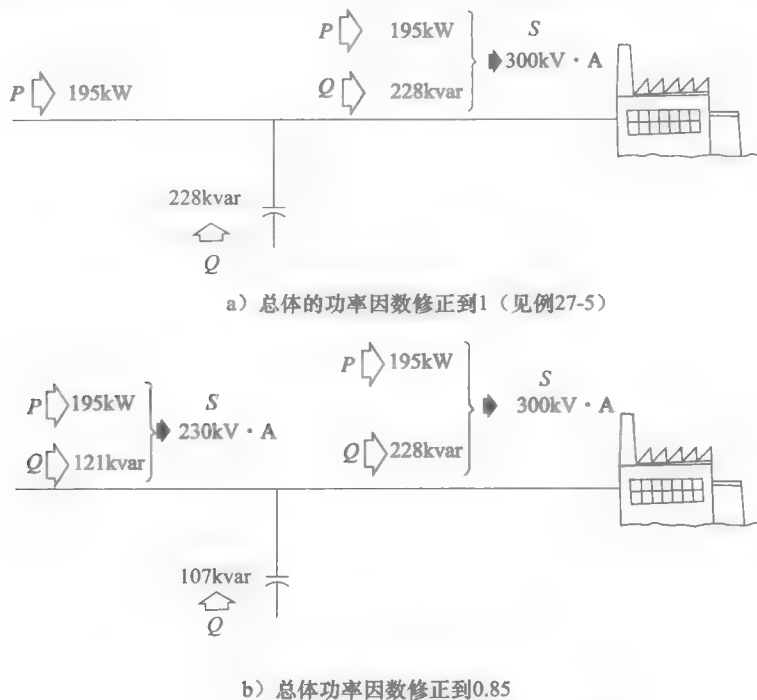 P 195kW
S
P 195kW
300kV·A
Q 228kvar
228kvar
Q
a）总体的功率因数修正到1（见例27-5）
P 195kW
S
230kV·A
Q 121kvar
P 195kW
S
300kV·A
Q 228kvar
107kvar
Q
b）总体功率因数修正到0.85